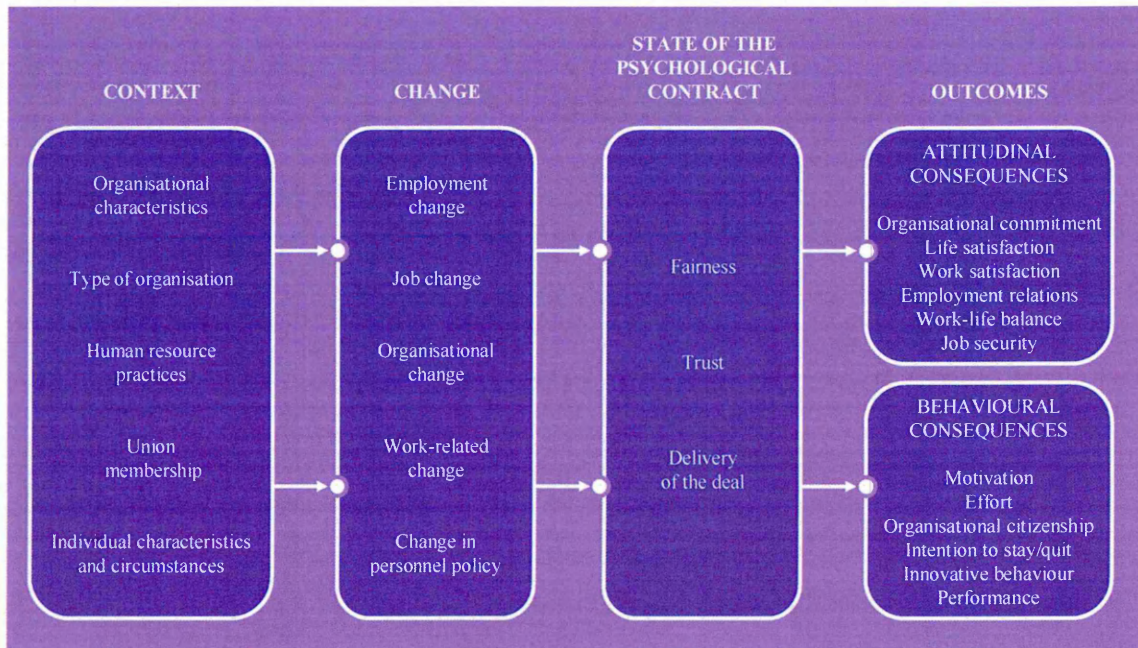 CONTEXT
Organisational
characteristics
Type of organisation
Human resource
practices
Union
membership
Individual characteristics
and circumstances
CHANGE
Employment
change
Job change
Organisational
change
Work-related
change
Change in
personnel policy
STATE OF THE
PSYCHOLOGICAL
CONTRACT
Fairness
Trust
Delivery
of the deal
OUTCOMES
ATTITUDINAL
CONSEQUENCES
Organisational commitment
Life satisfaction
Work satisfaction
Employment relations
Work-life balance
Job security
BEHAVIOURAL
CONSEQUENCES
Motivation
Effort
Organisational citizenship
Intention to stay/quit
Innovative behaviour
Performance